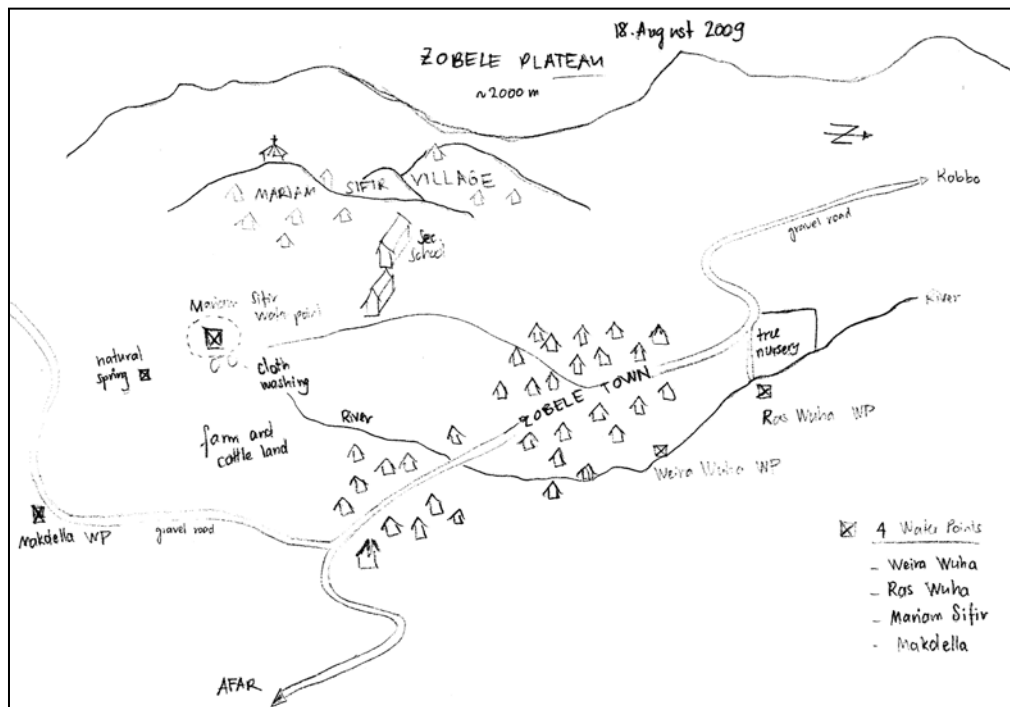 18. August 2009
ZOBELE PLATEAU
~2000 m
N
Kobbo
MARIAM SIFIR VILLAGE
gravel road
Sec
School
River
Mariam Sifir
water point
natural
spring
cloth
washing
tree
nursery
ZOBELE TOWN
River
Ras Wuha WP
farm and
cattle land
Weira Wuha WP
Makdella WP
gravel road
4 Water Points
- Weira Wuha
- Ras Wuha
- Mariam Sifir
- Makdella
AFAR